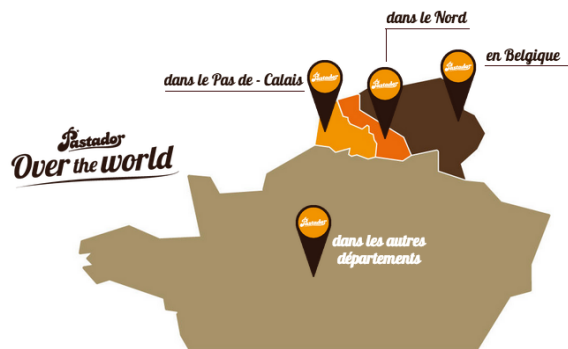 dans le Nord
en Belgique
dans le Pas de - Calais
Pastador
Pastador
Pastador
Pastador
Over the world
Pastador
dans les autres
départements